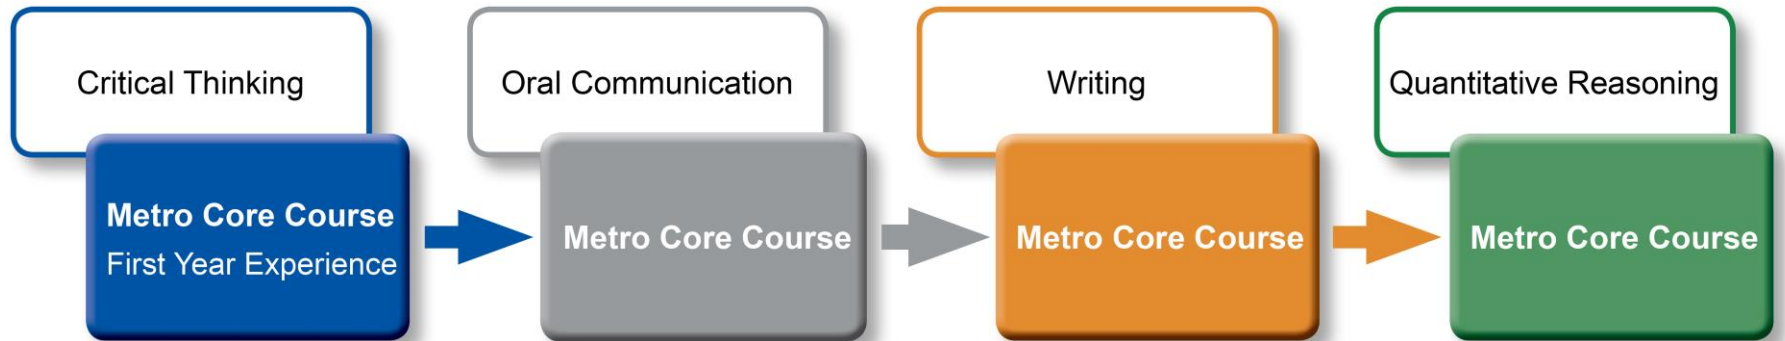 Critical Thinking
Metro Core Course
First Year Experience
Oral Communication
Metro Core Course
Writing
Metro Core Course
Quantitative Reasoning
Metro Core Course